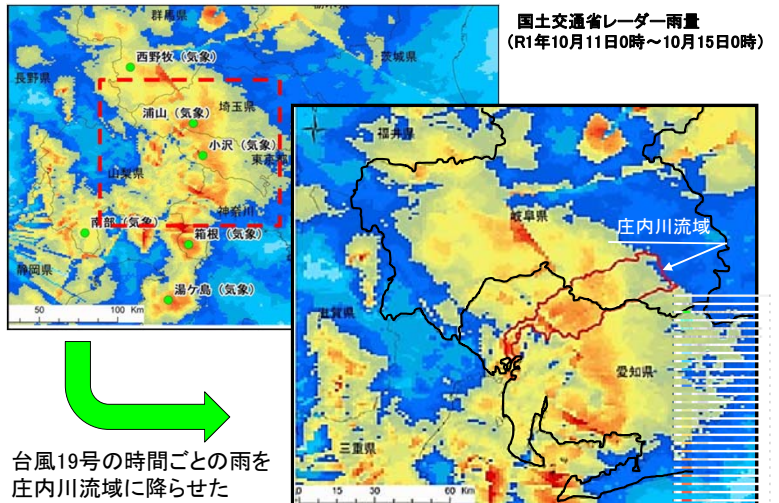 国土交通省レーダー雨量
(R1年10月11日0時～10月15日0時)
群馬県
西野牧（気象）
長野県
茨城県
浦山（気象）
埼玉県
小沢（気象）
東京都
山梨県
神奈川
南部（気象）
箱根（気象）
静岡県
湯ケ島（気象）
50
100
Km
福井県
岐阜県
庄内川流域
滋賀県
愛知県
三重県
0
15
30
60 Km
台風19号の時間ごとの雨を
庄内川流域に降らせた